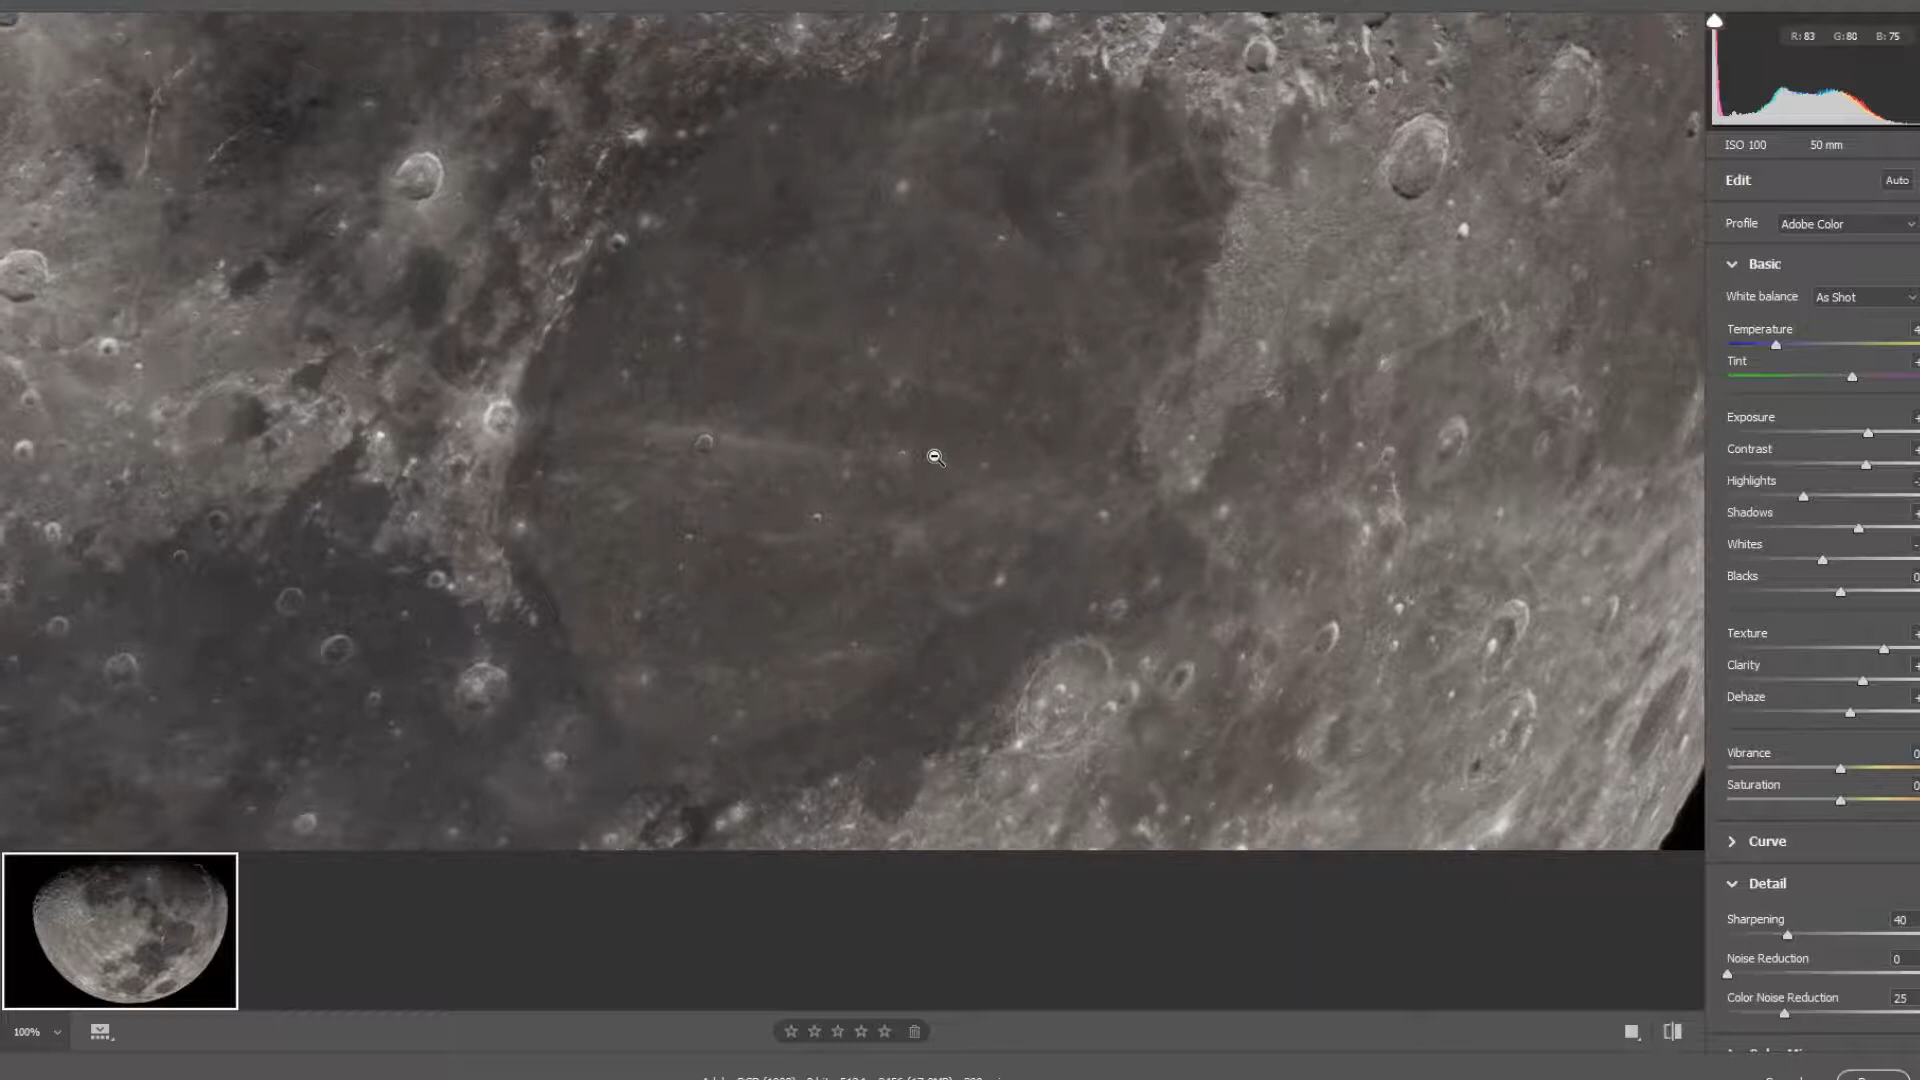 R: 83 G: 80 B: 75
ISO 100 50 mm
Edit Auto
Profile Adobe Color
Basic
White balance As Shot
Temperature 4
Tint
Exposure
Contrast
Highlights
Shadows
Whites
Blacks 0
Texture
Clarity
Dehaze
Vibrance 0
Saturation 0
Curve
Detail
Sharpening 40
Noise Reduction 0
Color Noise Reduction 25
100%